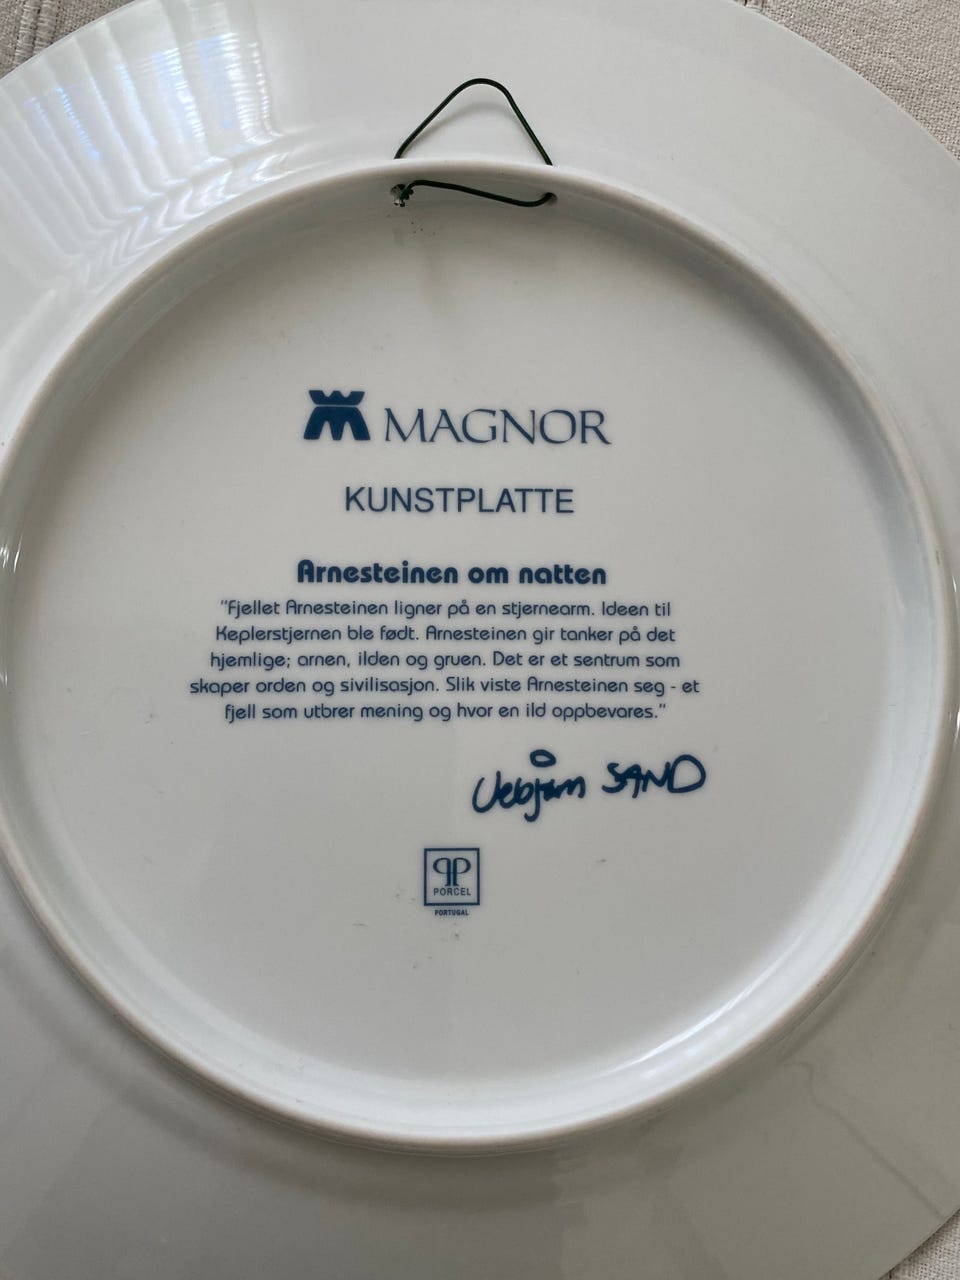 MAGNOR
KUNSTPLATTE
Arnesteinen om natten
"Fjellet Arnesteinen ligner på en stjernearm. Ideen til
Keplerstjernen ble født. Arnesteinen gir tanker på det
hjemlige; arnen, ilden og gruen. Det er et sentrum som
skaper orden og sivilisasjon. Slik viste Arnesteinen seg - et
fjell som utbrer mening og hvor en ild oppbevares."
Vebjørn SAND
PP
PORCEL
PORTUGAL